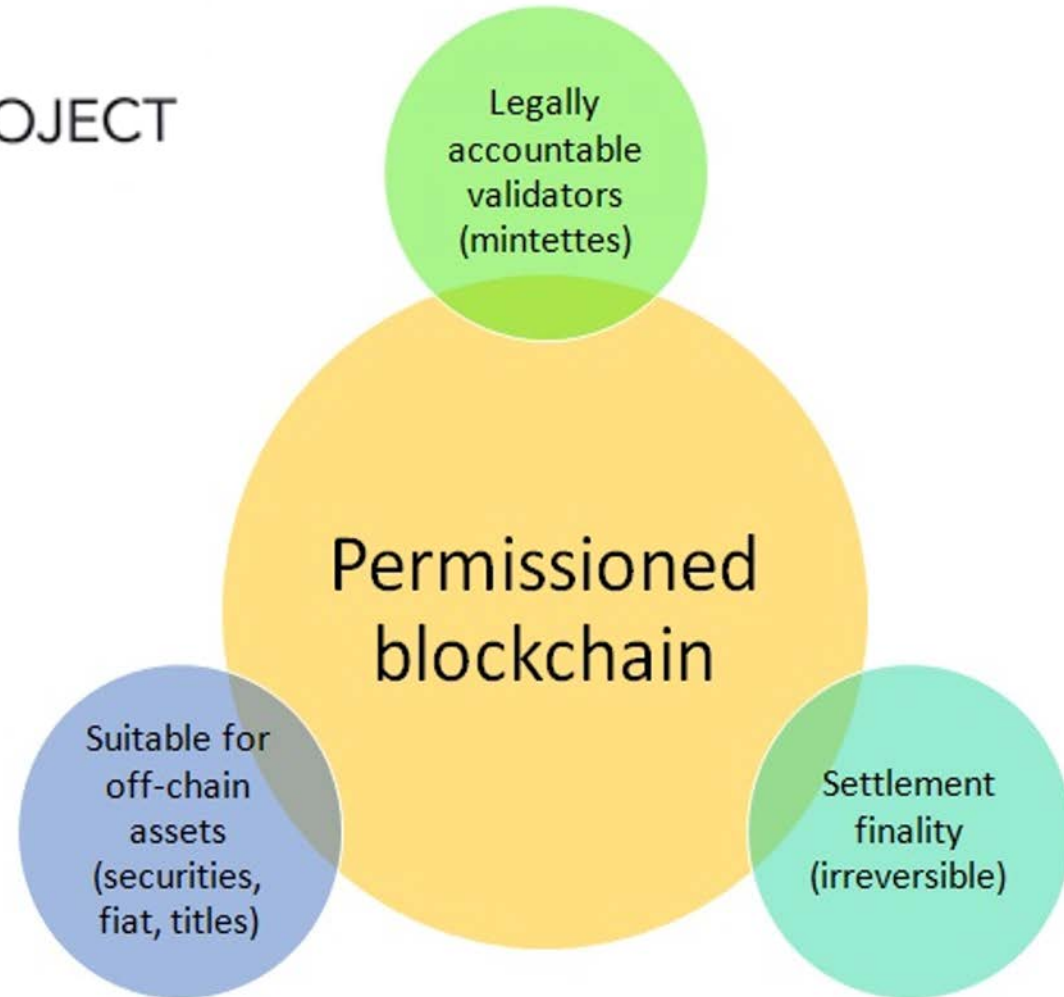 OJECT
Legally
accountable
validators
(mintettes)
Permissioned
blockchain
Suitable for
off-chain
assets
(securities,
fiat, titles)
Settlement
finality
(irreversible)